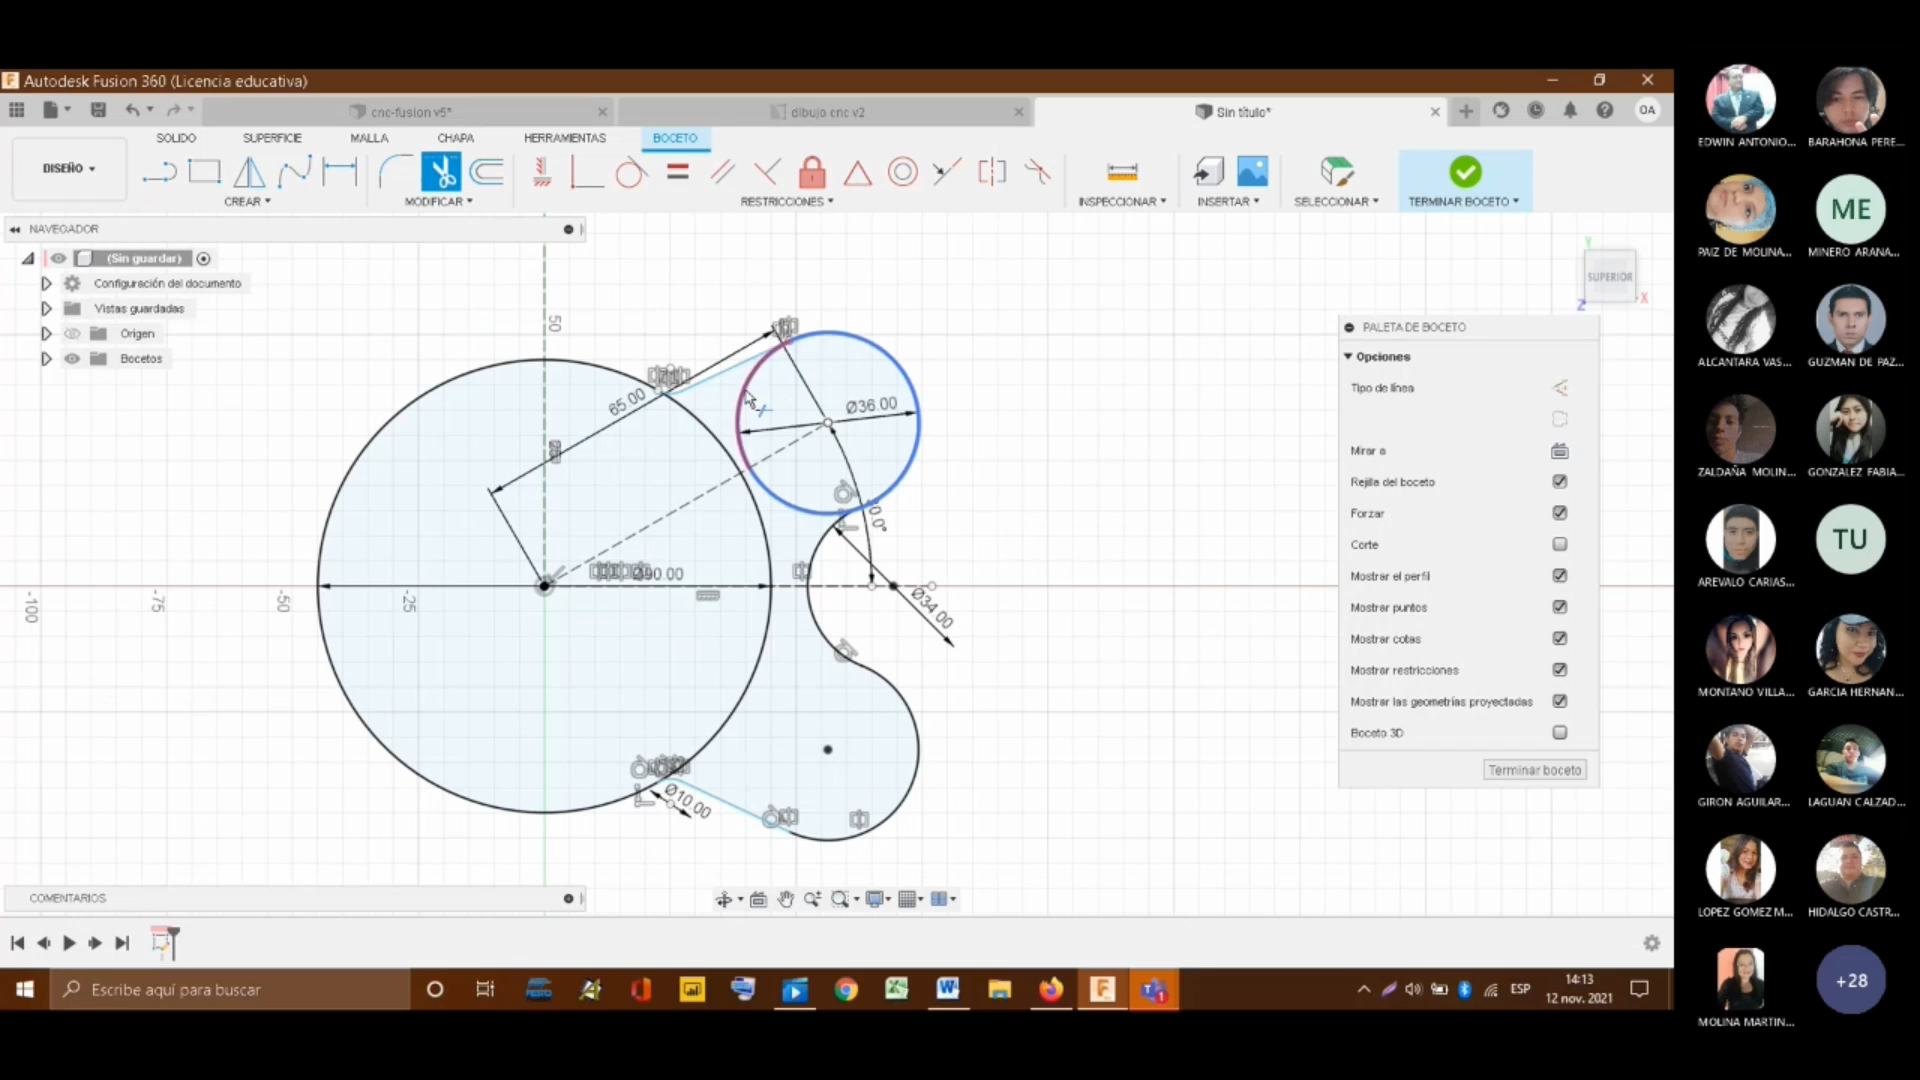 Autodesk Fusion 360 (Licencia educativa)
cnc-fusion v5*
dibujo cnc v2
Sin título*
OA
DISEÑO
SOLIDO
SUPERFICIE
MALLA
CHAPA
HERRAMIENTAS
BOCETO
CREAR
MODIFICAR
RESTRICCIONES
INSPECCIONAR
INSERTAR
SELECCIONAR
TERMINAR BOCETO
NAVEGADOR
(Sin guardar)
Configuración del documento
Vistas guardadas
Origen
Bocetos
SUPERIOR
Y
Z
X
50
65.00
Ø36.00
Ø90.00
Ø34.00
Ø10.00
-100
-75
-50
-25
PALETA DE BOCETO
Opciones
Tipo de línea
Mirar a
Rejilla del boceto
Forzar
Corte
Mostrar el perfil
Mostrar puntos
Mostrar cotas
Mostrar restricciones
Mostrar las geometrías proyectadas
Boceto 3D
Terminar boceto
COMENTARIOS
Escribe aquí para buscar
ESP
14:13
12 nov. 2021
EDWIN ANTONIO...
BARAHONA PERE...
PAIZ DE MOLINA...
ME
MINERO ARANA...
ALCANTARA VAS...
GUZMAN DE PAZ...
ZALDAÑA MOLIN...
GONZALEZ FABIA...
AREVALO CARIAS...
TU
MONTANO VILLA...
GARCIA HERNAN...
GIRON AGUILAR...
LAGUAN CALZAD...
LOPEZ GOMEZ M...
HIDALGO CASTR...
MOLINA MARTIN...
+28